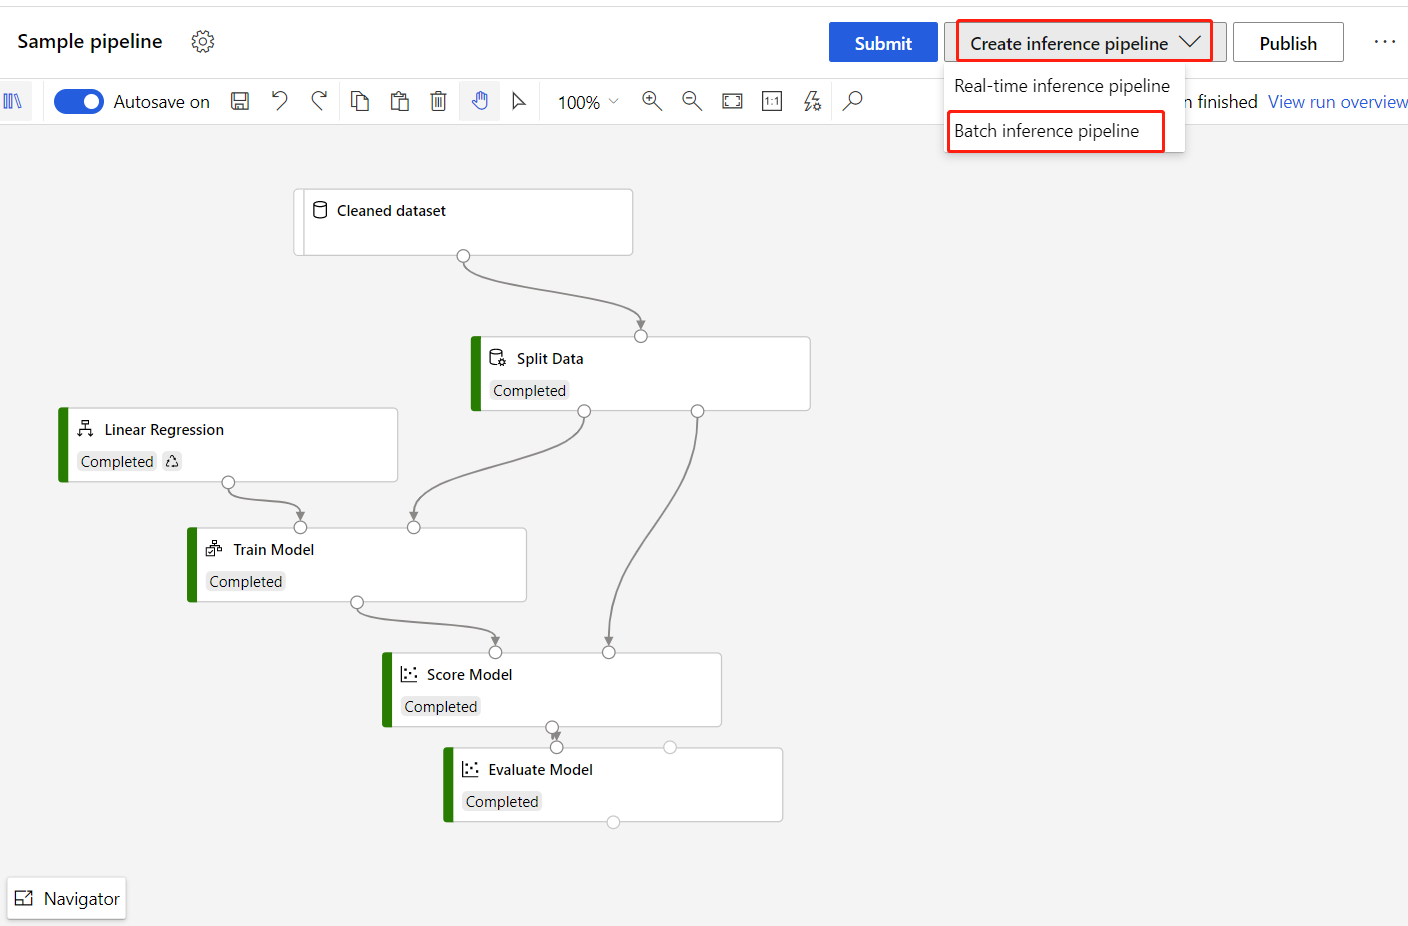 Sample pipeline
Submit
Create inference pipeline
Publish
Real-time inference pipeline
Batch inference pipeline
Autosave on
100%
1:1
n finished
View run overview
Cleaned dataset
Split Data
Completed
Linear Regression
Completed
Train Model
Completed
Score Model
Completed
Evaluate Model
Completed
Navigator